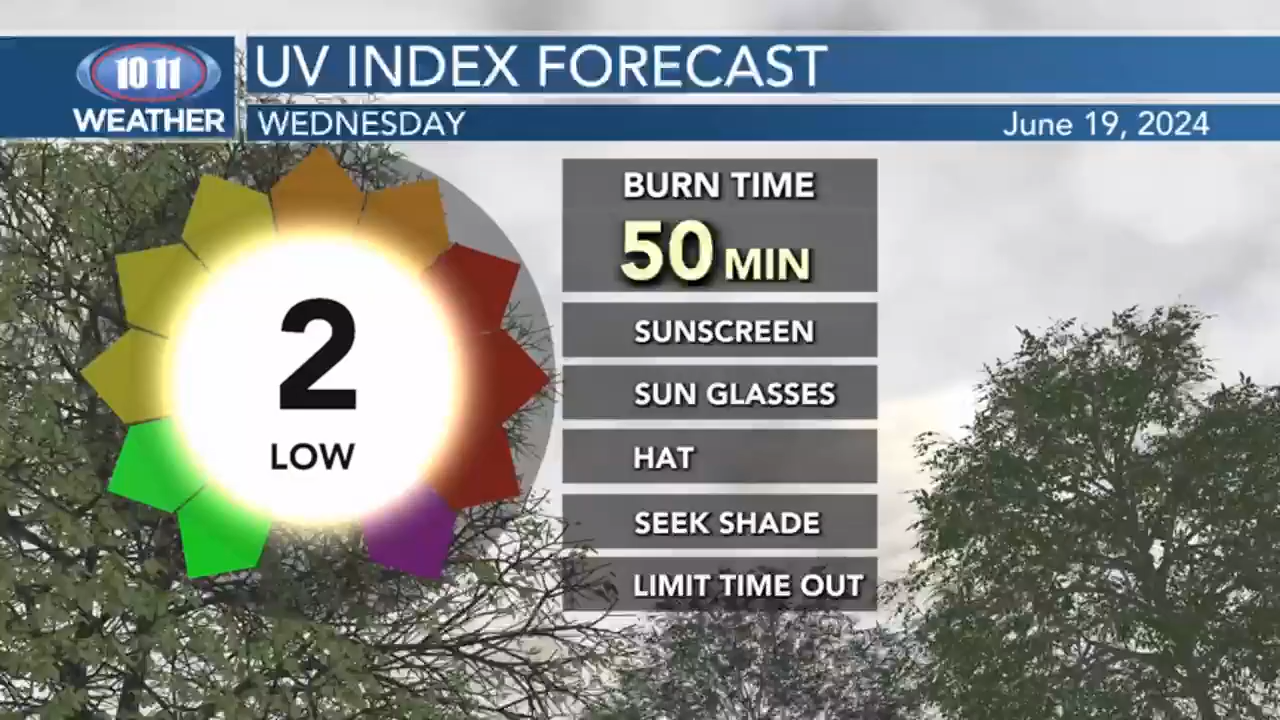 10 11
WEATHER
UV INDEX FORECAST
WEDNESDAY
June 19, 2024
2
LOW
BURN TIME
50 MIN
SUNSCREEN
SUN GLASSES
HAT
SEEK SHADE
LIMIT TIME OUT